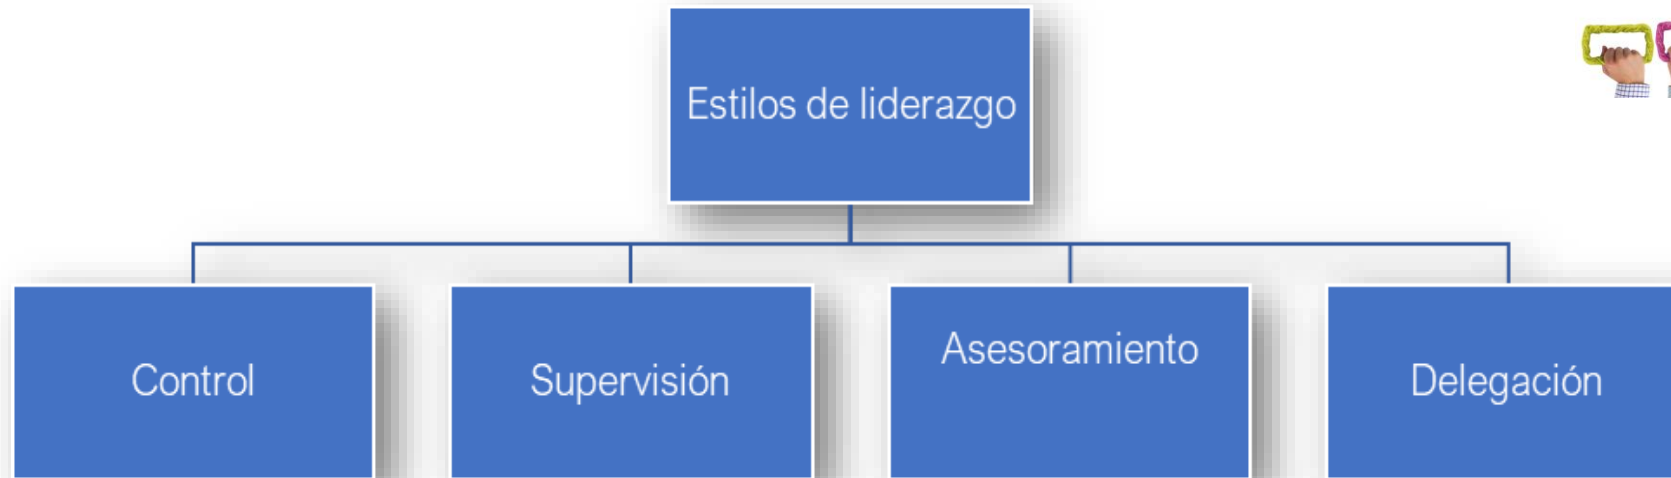 Estilos de liderazgo
Control
Supervisión
Asesoramiento
Delegación